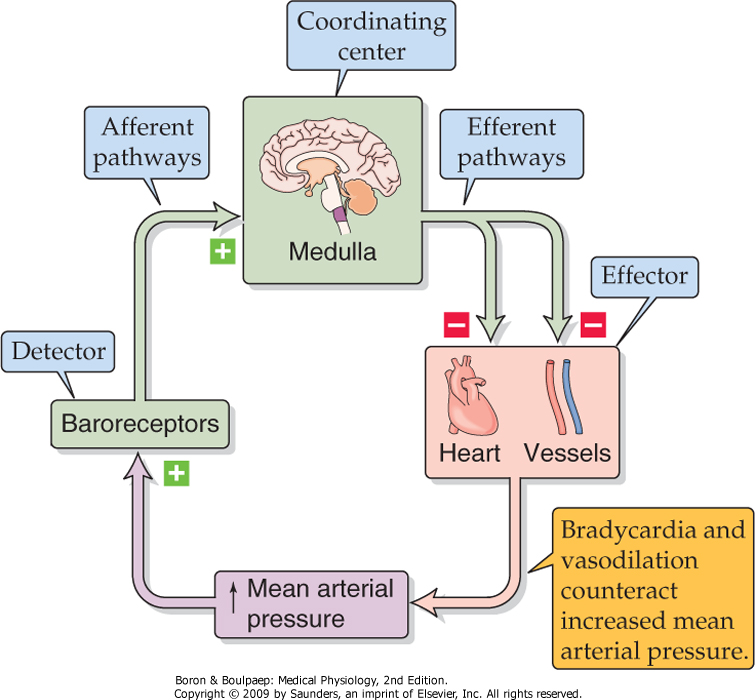 Coordinating
center
Afferent
pathways
Efferent
pathways
Medulla
Effector
Detector
Baroreceptors
Heart Vessels
Bradycardia and
vasodilation
counteract
increased mean
arterial pressure.
↑ Mean arterial
pressure
Boron & Boulpaep: Medical Physiology, 2nd Edition.
Copyright © 2009 by Saunders, an imprint of Elsevier, Inc. All rights reserved.